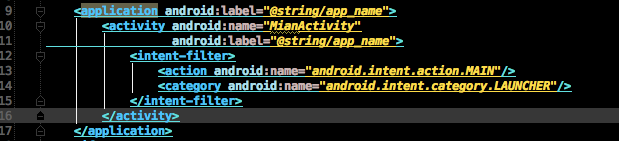 9 <application android:label="@string/app_name">
10 <activity android:name="MianActivity"
11 android:label="@string/app_name">
12 <intent-filter>
13 <action android:name="android.intent.action.MAIN"/>
14 <category android:name="android.intent.category.LAUNCHER"/>
15 </intent-filter>
16 </activity>
17 </application>